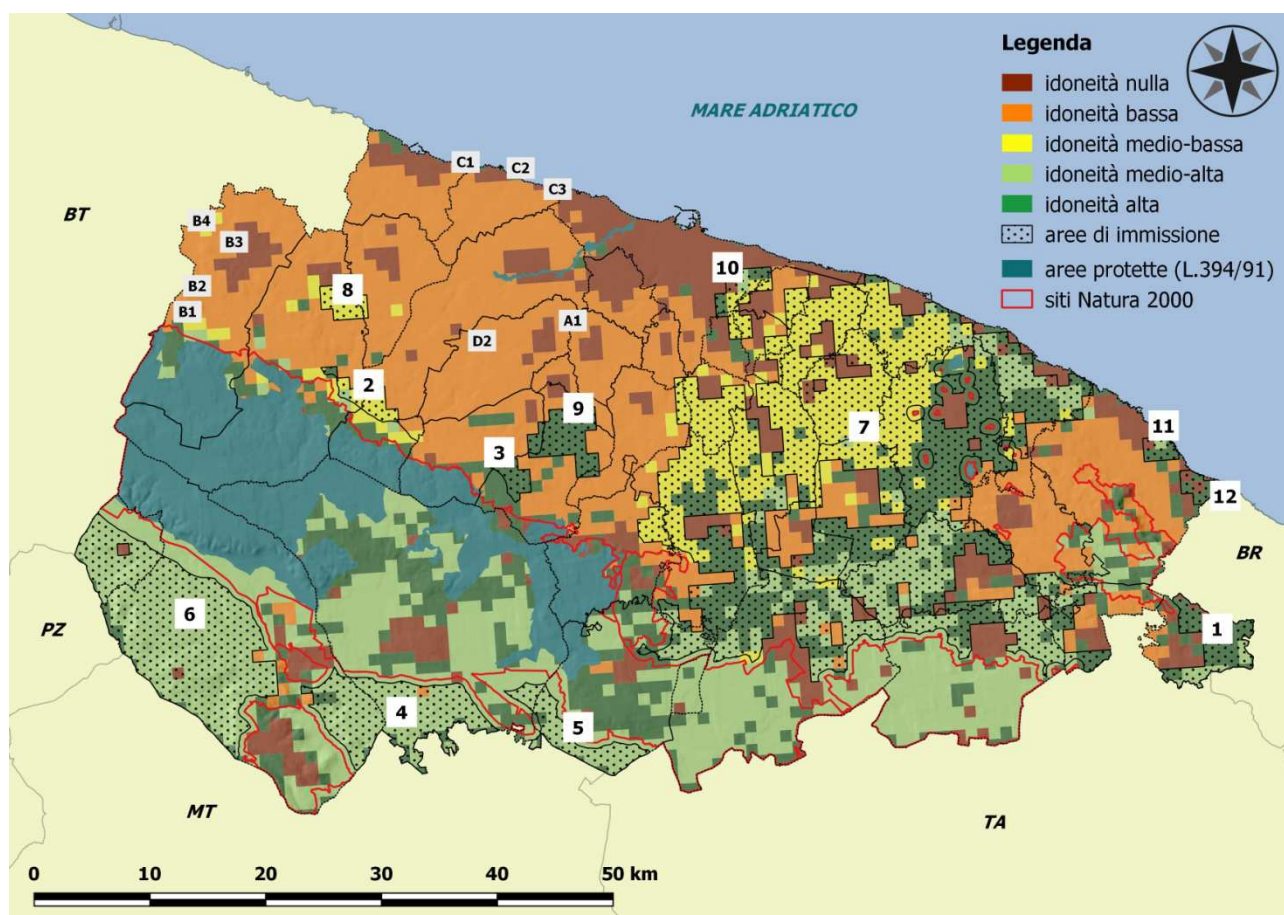 Legenda
idoneità nulla
idoneità bassa
idoneità medio-bassa
idoneità medio-alta
idoneità alta
aree di immissione
aree protette (L.394/91)
siti Natura 2000
MARE ADRIATICO
C1
C2
C3
BT
B4
B3
10
B2
8
B1
A1
D2
2
9
7
11
3
12
BR
6
PZ
1
4
5
MT
TA
0 10 20 30 40 50 km